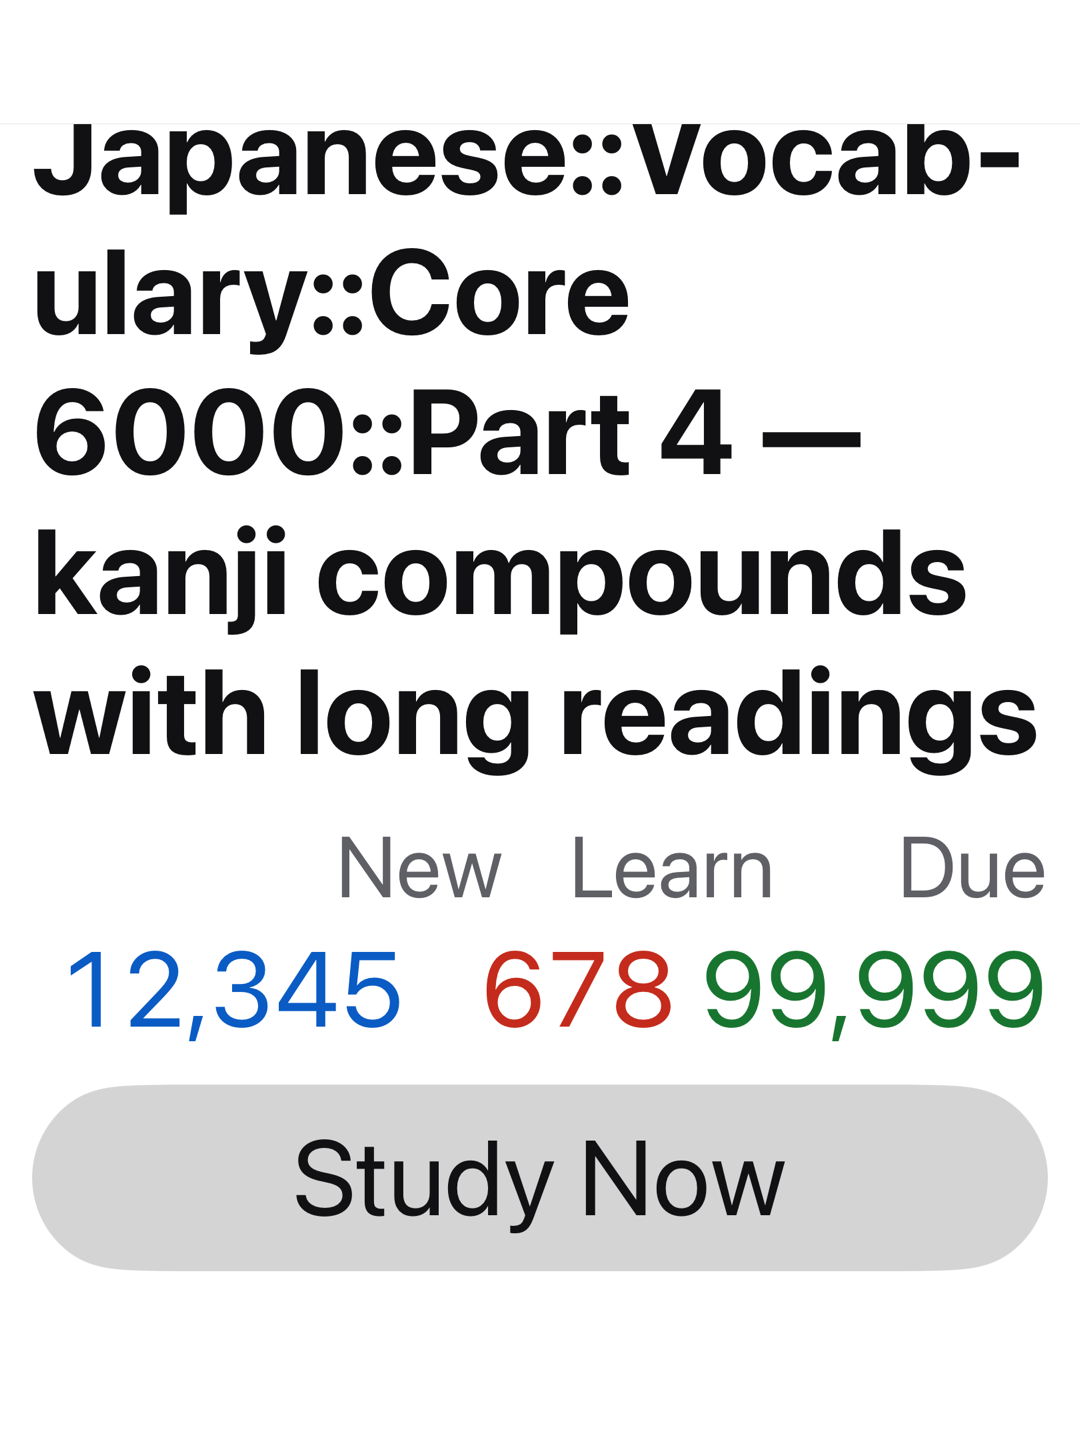 Japanese::Vocab-
ulary::Core
6000::Part 4 —
kanji compounds
with long readings
New Learn Due
12,345 678 99,999
Study Now